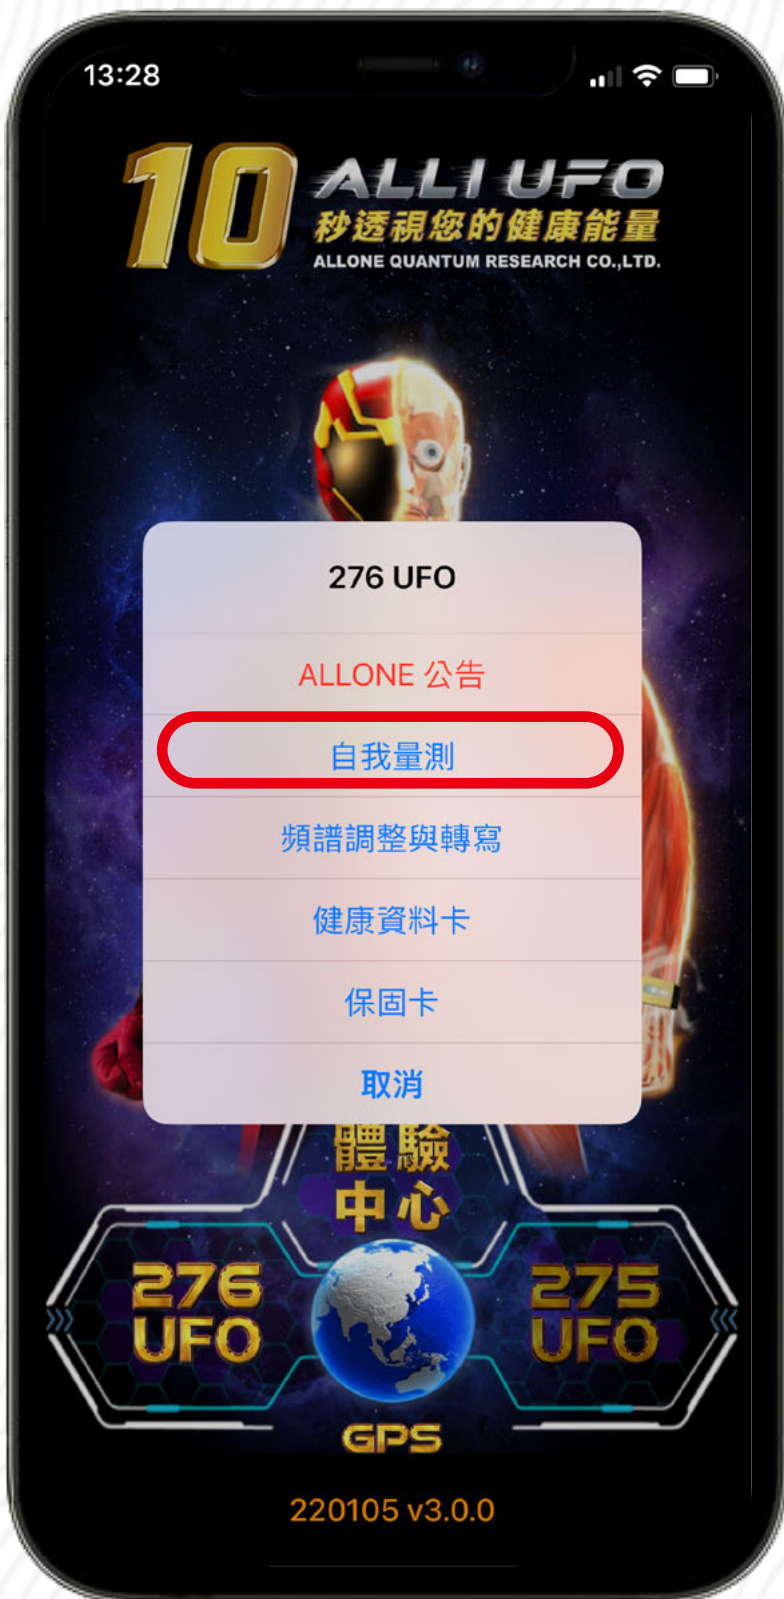 13:28
10
ALLI UFO
秒透視您的健康能量
ALLONE QUANTUM RESEARCH CO.,LTD.
276 UFO
ALLONE 公告
自我量測
頻譜調整與轉寫
健康資料卡
保固卡
取消
體驗
中心
276
UFO
275
UFO
GPS
220105 v3.0.0